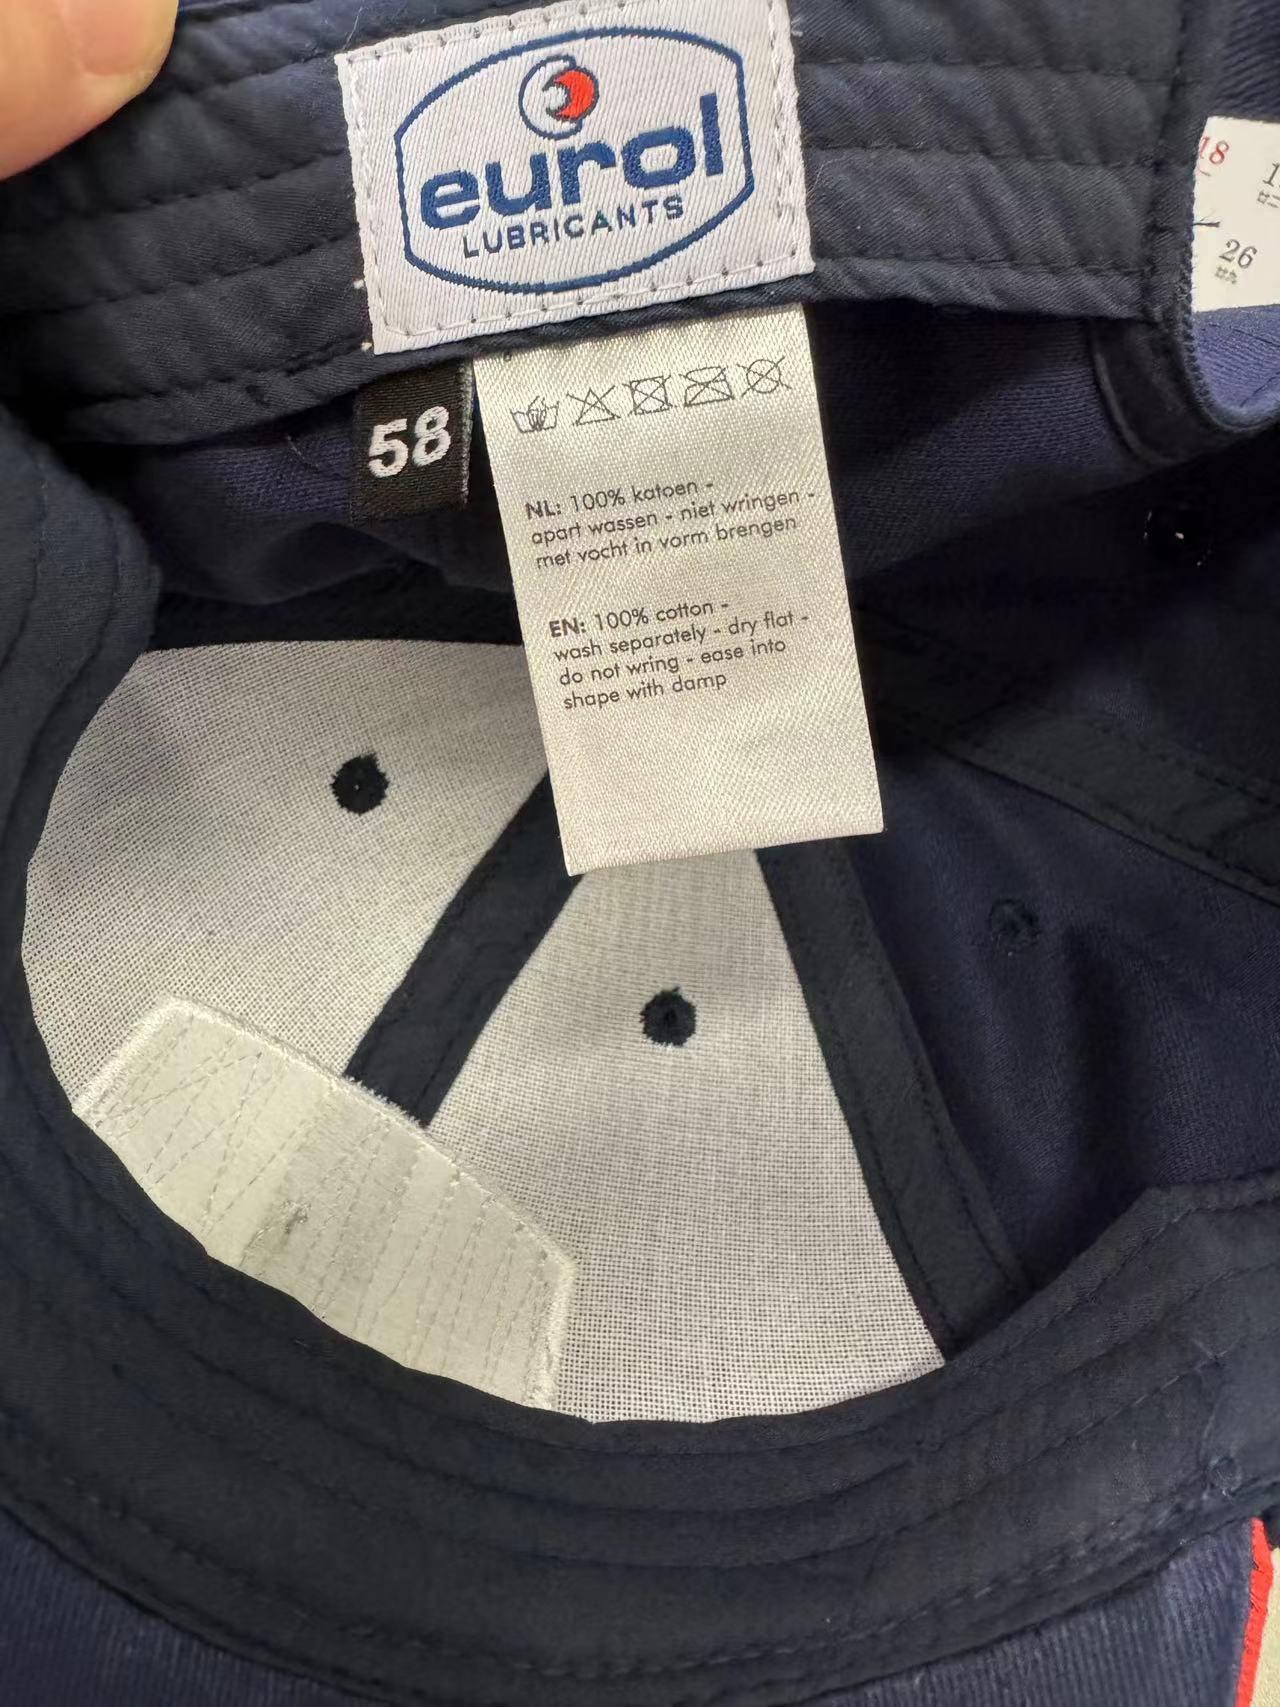 eurol
LUBRICANTS
58
NL: 100% katoen -
apart wassen - niet wringen -
met vocht in vorm brengen
EN: 100% cotton -
wash separately - dry flat -
do not wring - ease into
shape with damp
18
26